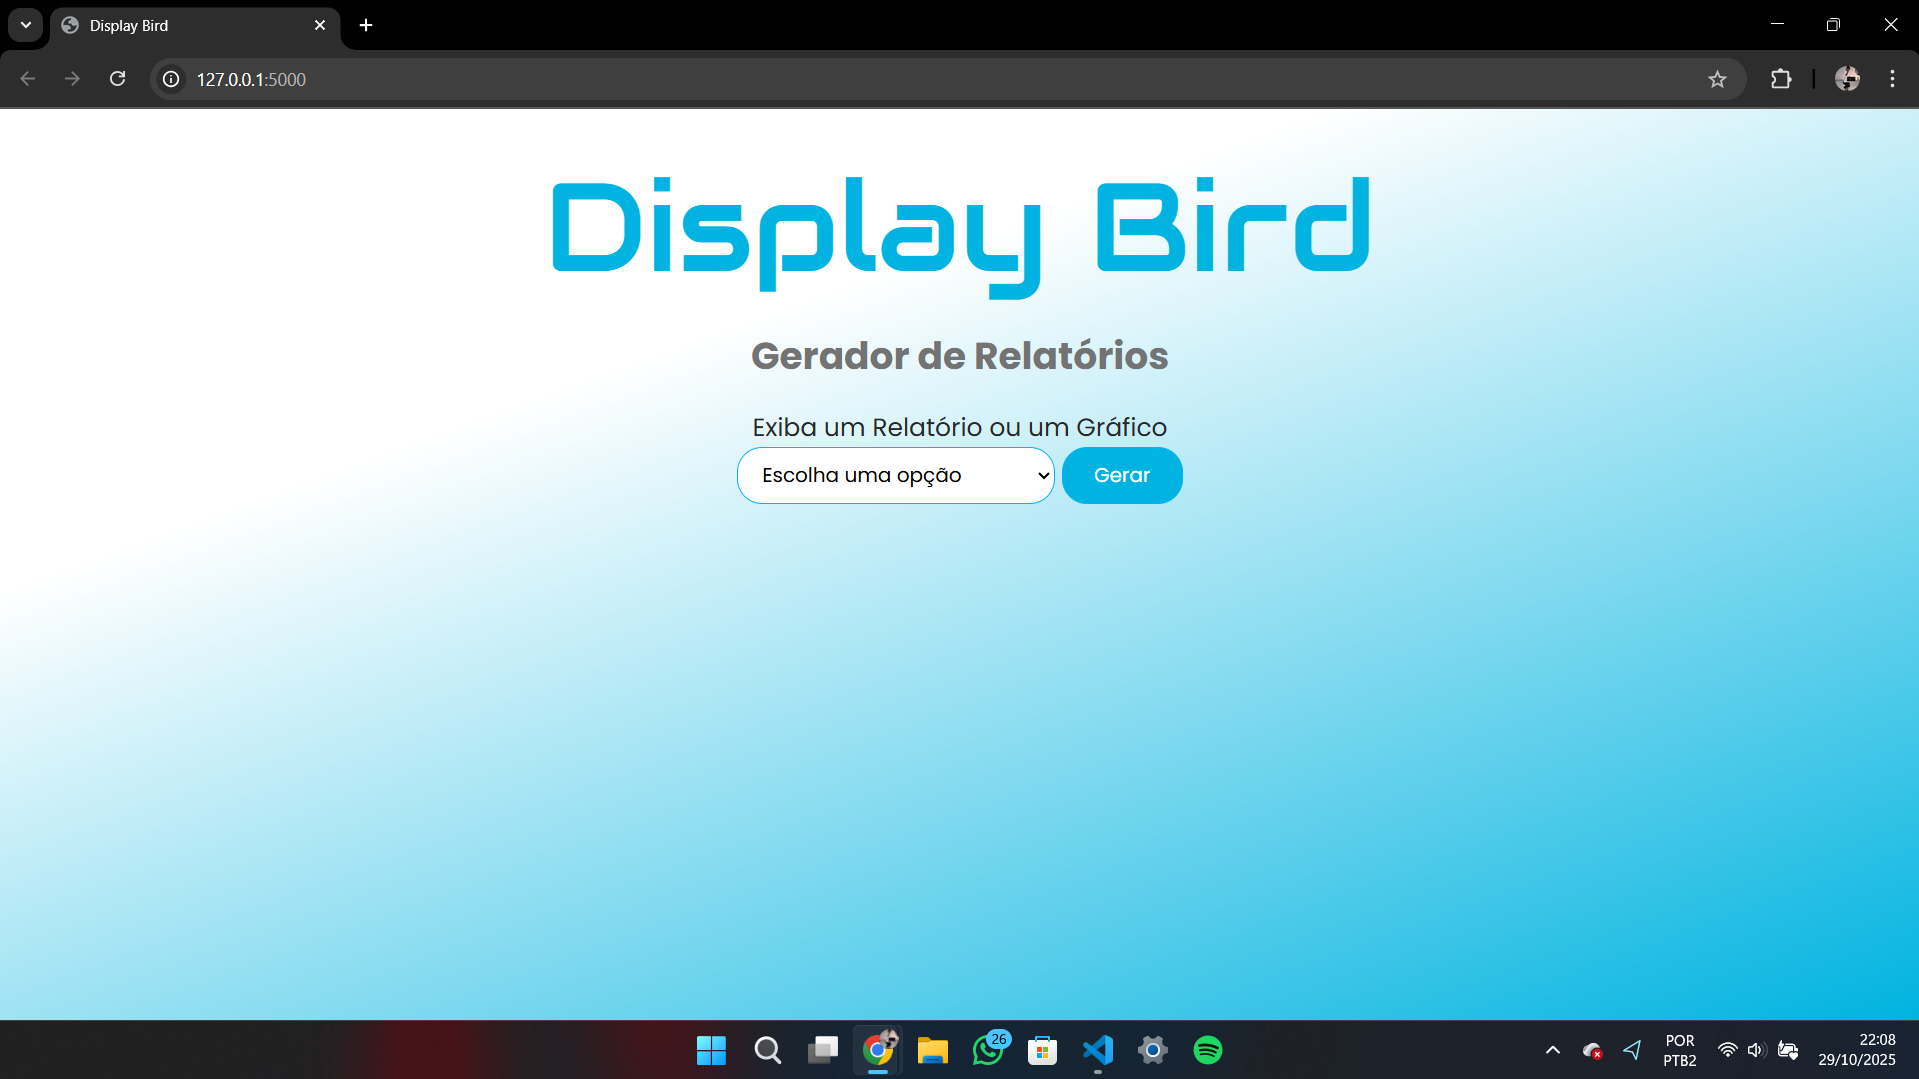 Display Bird
127.0.0.1:5000
Display Bird
Gerador de Relatórios
Exiba um Relatório ou um Gráfico
Escolha uma opção
Gerar
26
POR
PTB2
22:08
29/10/2025